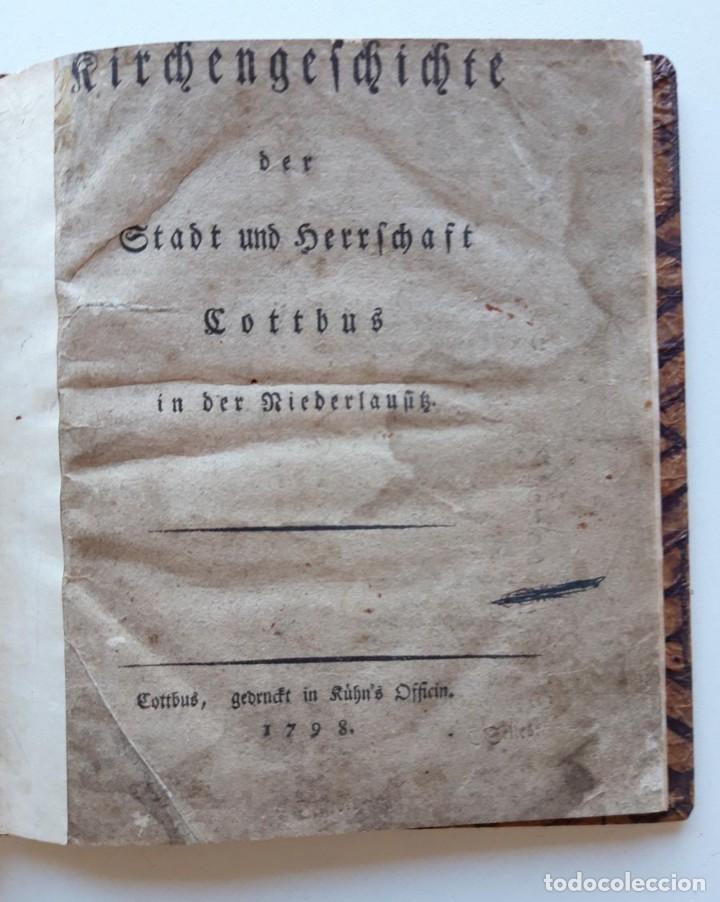 Kirchengeſchichte
der
Stadt und Herrſchaft
Cottbus
in der Niederlauſitz.
Cottbus, gedruckt in Kühn's Officin.
1798.
todocoleccion